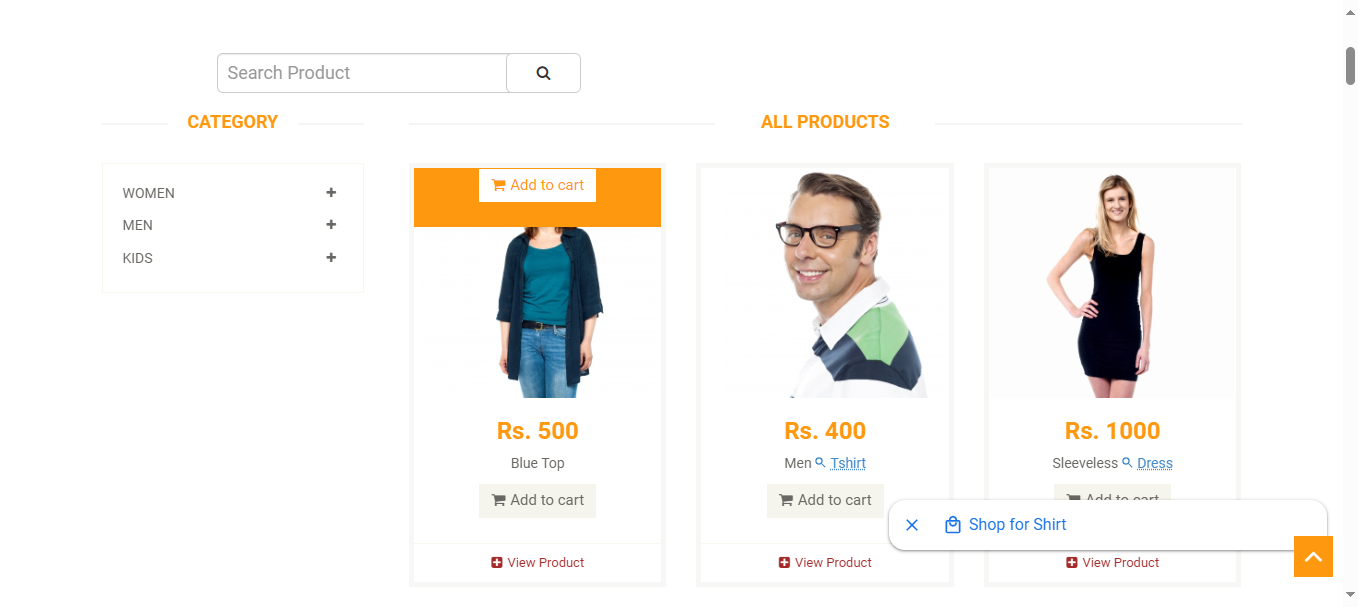 Search Product
CATEGORY
ALL PRODUCTS
WOMEN
MEN
KIDS
Add to cart
Rs. 500
Blue Top
Add to cart
View Product
Rs. 400
Men Tshirt
Add to cart
View Product
Rs. 1000
Sleeveless Dress
Add to cart
View Product
Shop for Shirt